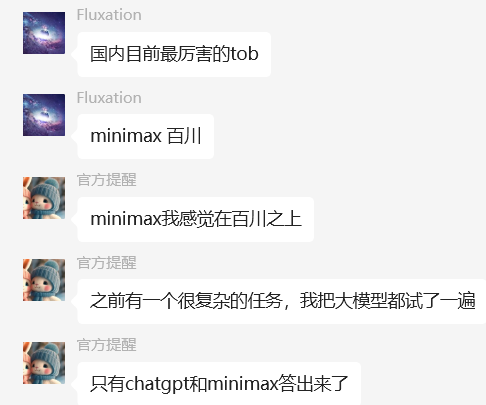 Fluxation
国内目前最厉害的tob
Fluxation
minimax 百川
官方提醒
minimax我感觉在百川之上
官方提醒
之前有一个很复杂的任务，我把大模型都试了一遍
官方提醒
只有chatgpt和minimax答出来了